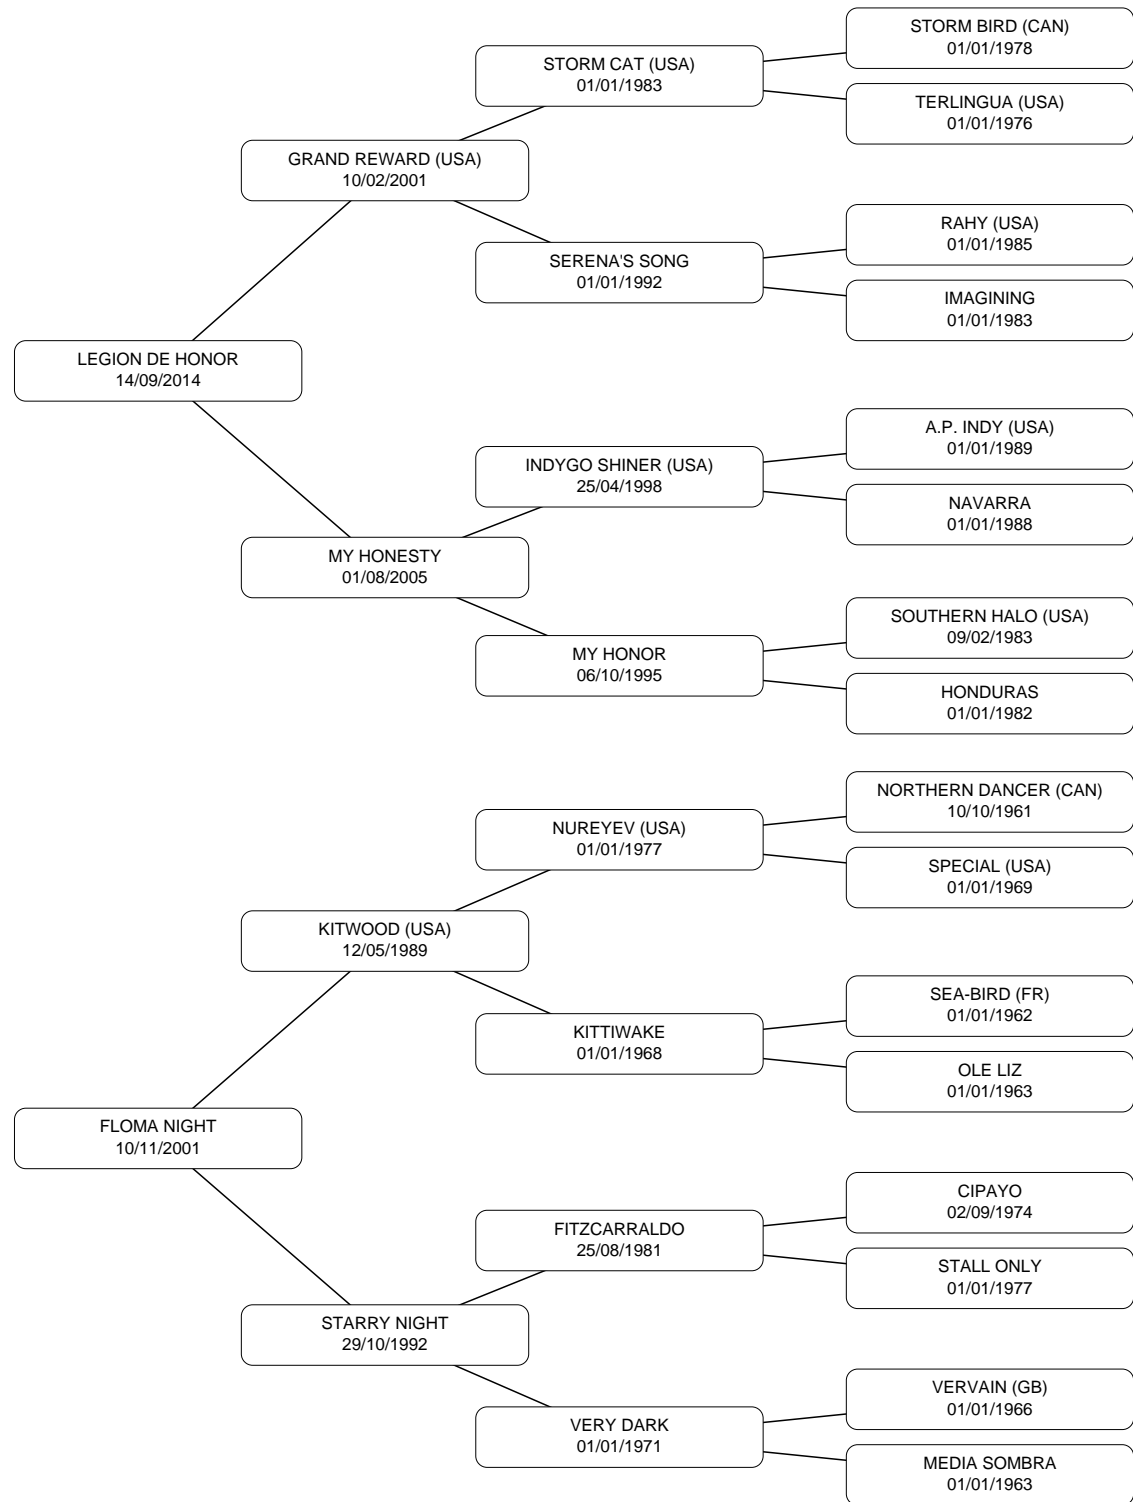 STORM BIRD (CAN)
01/01/1978
STORM CAT (USA)
01/01/1983
TERLINGUA (USA)
01/01/1976
GRAND REWARD (USA)
10/02/2001
RAHY (USA)
01/01/1985
SERENA'S SONG
01/01/1992
IMAGINING
01/01/1983
LEGION DE HONOR
14/09/2014
A.P. INDY (USA)
01/01/1989
INDYGO SHINER (USA)
25/04/1998
NAVARRA
01/01/1988
MY HONESTY
01/08/2005
SOUTHERN HALO (USA)
09/02/1983
MY HONOR
06/10/1995
HONDURAS
01/01/1982
NORTHERN DANCER (CAN)
10/10/1961
NUREYEV (USA)
01/01/1977
SPECIAL (USA)
01/01/1969
KITWOOD (USA)
12/05/1989
SEA-BIRD (FR)
01/01/1962
KITTIWAKE
01/01/1968
OLE LIZ
01/01/1963
FLOMA NIGHT
10/11/2001
CIPAYO
02/09/1974
FITZCARRALDO
25/08/1981
STALL ONLY
01/01/1977
STARRY NIGHT
29/10/1992
VERVAIN (GB)
01/01/1966
VERY DARK
01/01/1971
MEDIA SOMBRA
01/01/1963